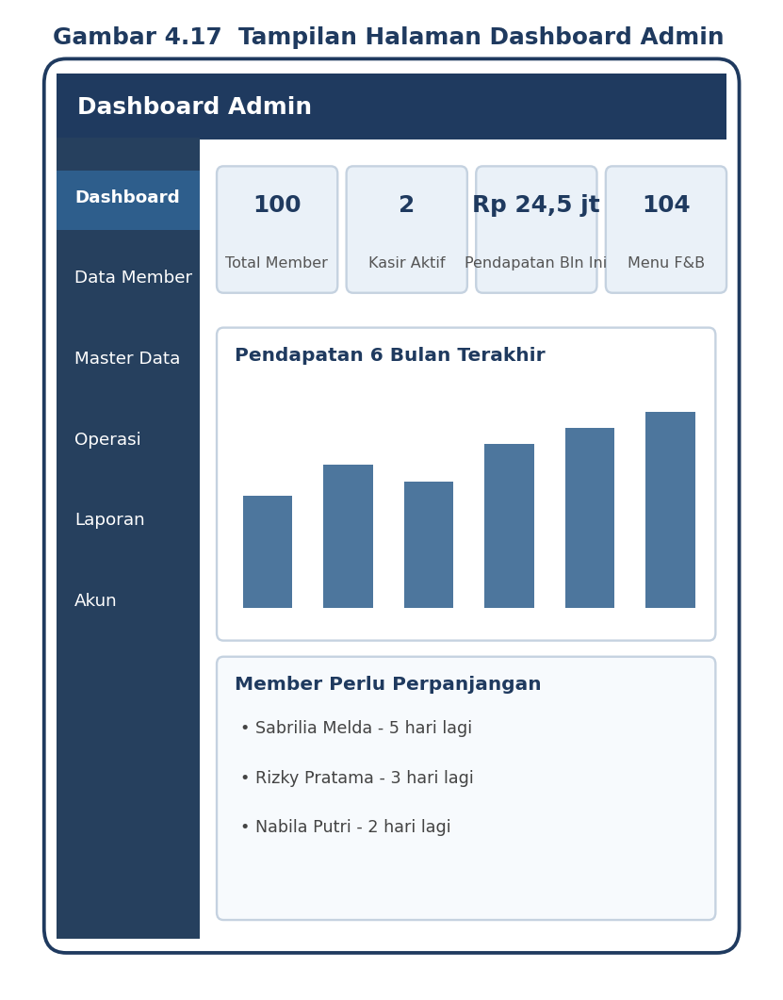 Gambar 4.17  Tampilan Halaman Dashboard Admin
Dashboard Admin
Dashboard
Data Member
Master Data
Operasi
Laporan
Akun
100
Total Member
2
Kasir Aktif
Rp 24,5 jt
Pendapatan Bln Ini
104
Menu F&B
Pendapatan 6 Bulan Terakhir
Member Perlu Perpanjangan
• Sabrilia Melda - 5 hari lagi
• Rizky Pratama - 3 hari lagi
• Nabila Putri - 2 hari lagi